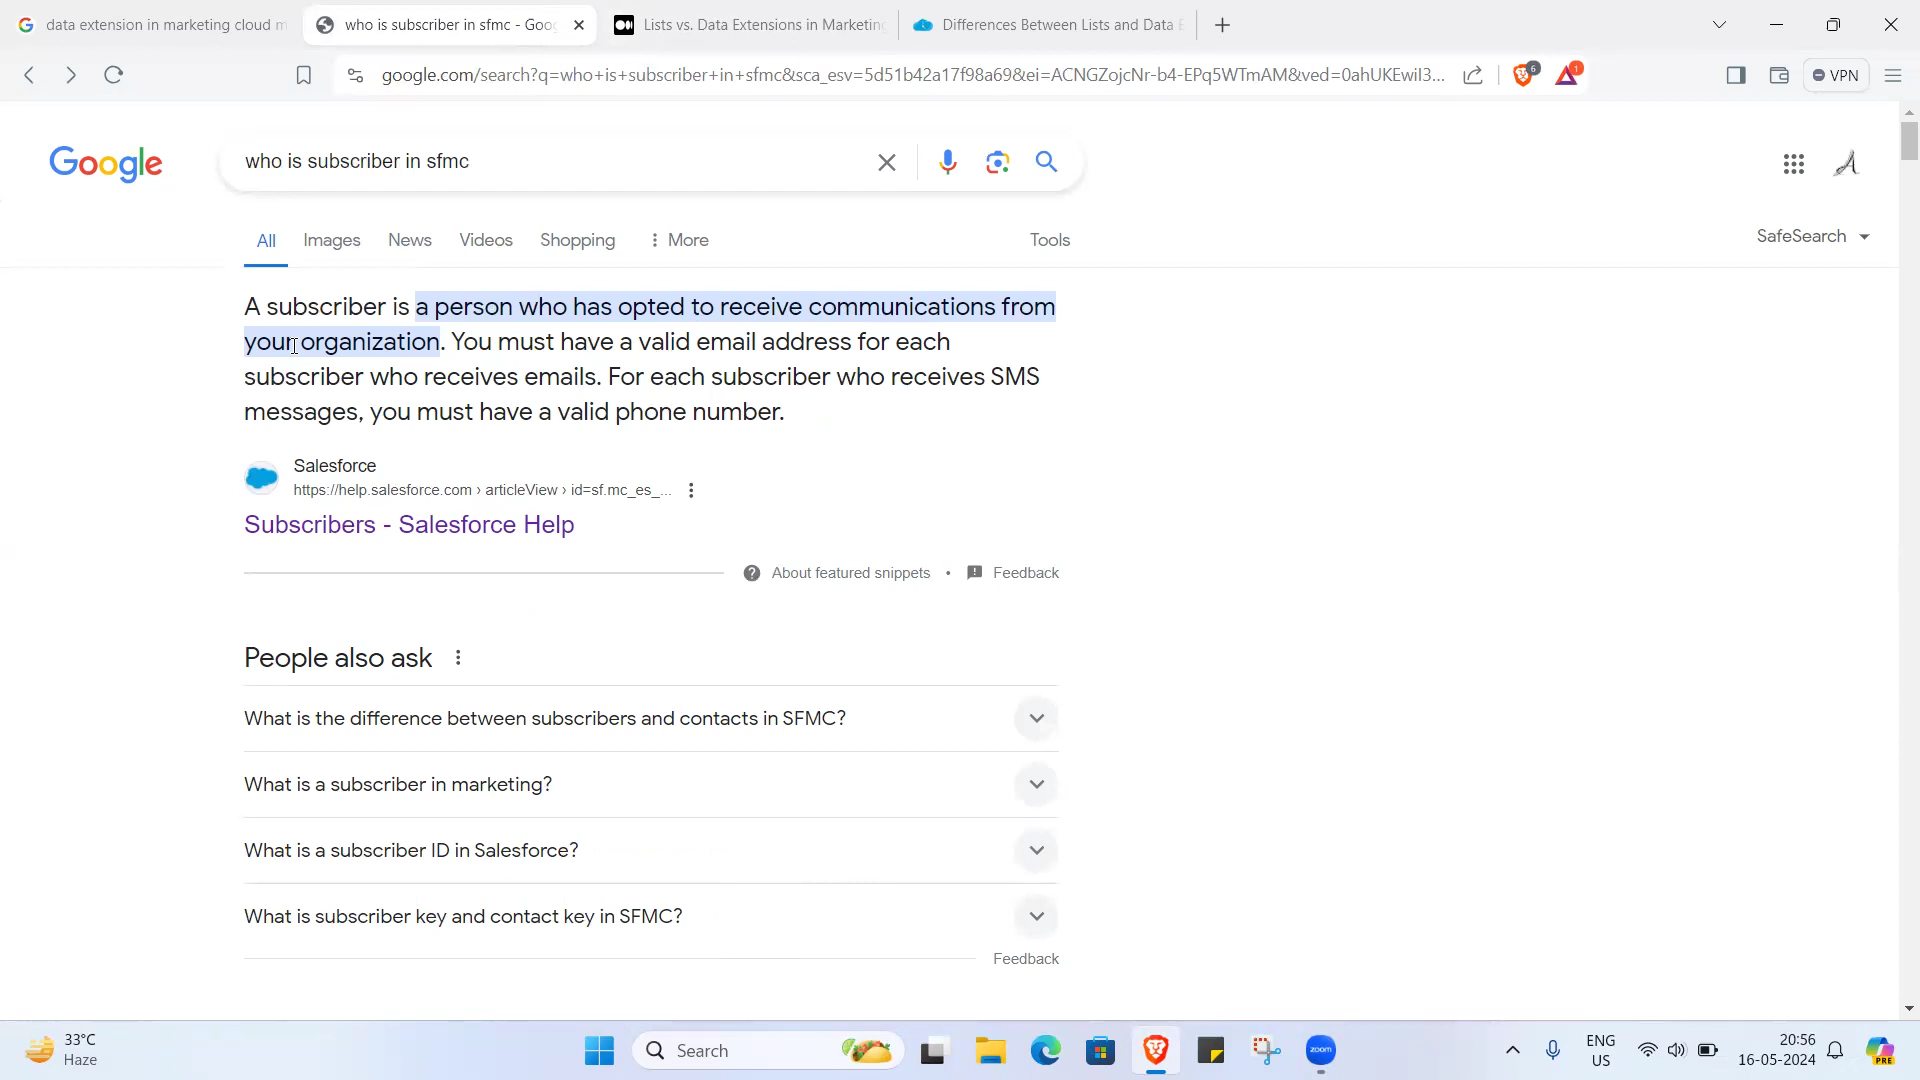 data extension in marketing cloud m
who is subscriber in sfmc - Goo
Lists vs. Data Extensions in Marketing
Differences Between Lists and Data E
google.com/search?q=who+is+subscriber+in+sfmc&sca_esv=5d51b42a17f98a69&ei=ACNGZojcNr-b4-EPq5WTmAM&ved=0ahUKEwiI3...
6
1
VPN
Google
who is subscriber in sfmc
All
Images
News
Videos
Shopping
More
Tools
SafeSearch
A subscriber is a person who has opted to receive communications from
your organization. You must have a valid email address for each
subscriber who receives emails. For each subscriber who receives SMS
messages, you must have a valid phone number.
Salesforce
https://help.salesforce.com › articleView › id=sf.mc_es_...
Subscribers - Salesforce Help
About featured snippets • Feedback
People also ask
What is the difference between subscribers and contacts in SFMC?
What is a subscriber in marketing?
What is a subscriber ID in Salesforce?
What is subscriber key and contact key in SFMC?
Feedback
33°C
Haze
Search
zoom
ENG
US
20:56
16-05-2024
PRE